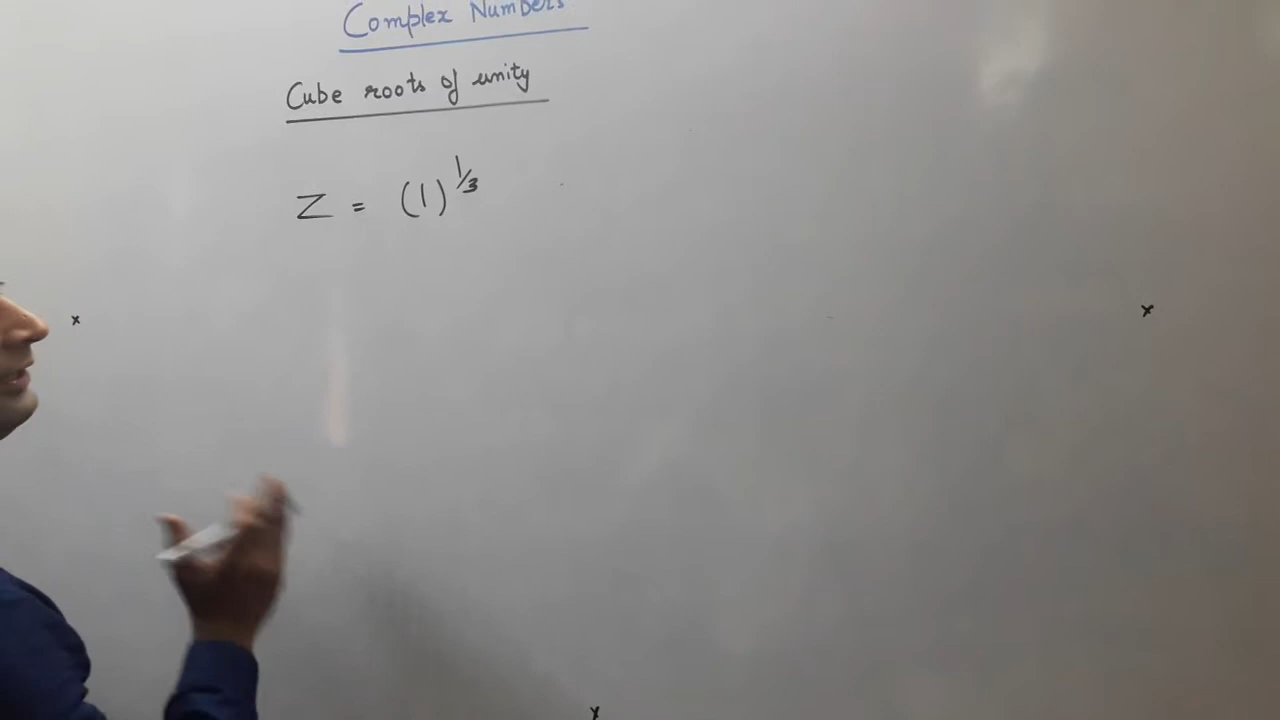 Complex Numbers
Cube roots of unity
Z = (1)^1/3
x
x
x